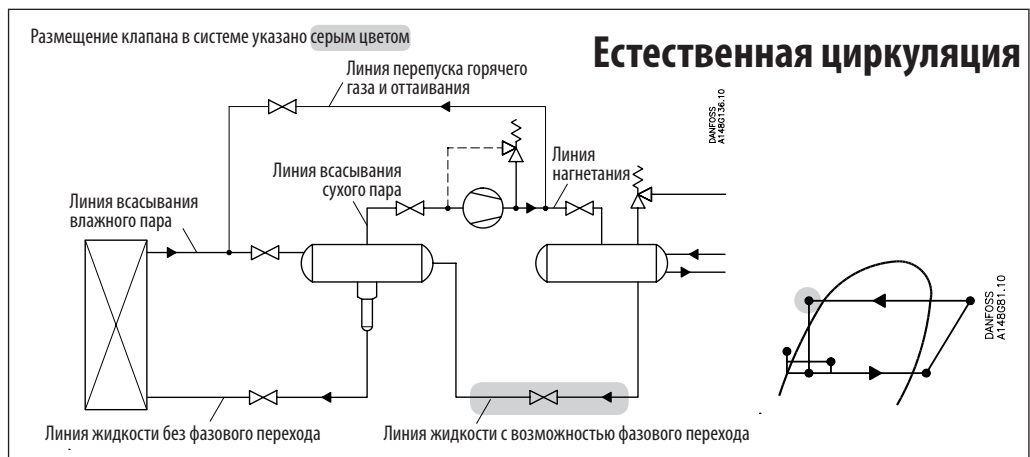 Размещение клапана в системе указано серым цветом
Естественная циркуляция
Линия перепуска горячего
газа и оттаивания
DANFOSS
A148G136.10
Линия всасывания
сухого пара
Линия
нагнетания
Линия всасывания
влажного пара
DANFOSS
A148G81.10
Линия жидкости без фазового перехода
Линия жидкости с возможностью фазового перехода